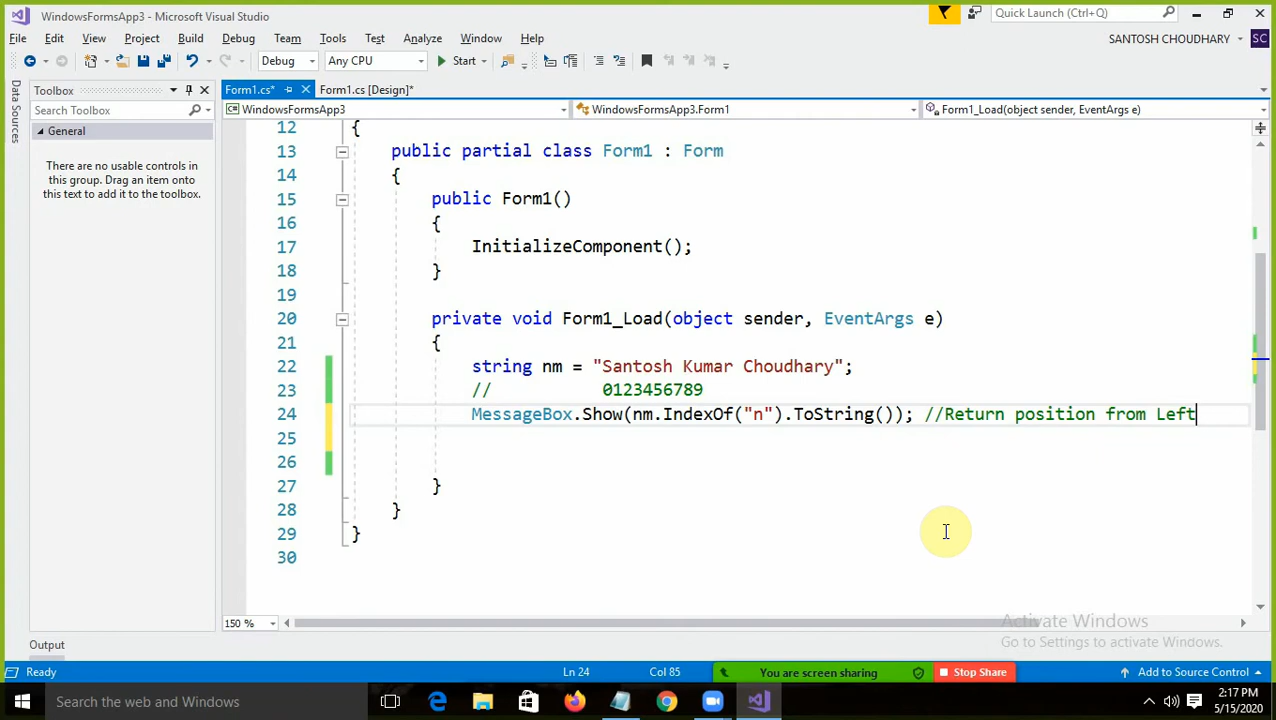 WindowsFormsApp3 - Microsoft Visual Studio
Quick Launch (Ctrl+Q)
File Edit View Project Build Debug Team Tools Test Analyze Window Help
SANTOSH CHOUDHARY SC
Debug Any CPU Start
Data Sources
Toolbox
Form1.cs* Form1.cs [Design]*
Search Toolbox
WindowsFormsApp3 WindowsFormsApp3.Form1 Form1_Load(object sender, EventArgs e)
General
There are no usable controls in
this group. Drag an item onto
this text to add it to the toolbox.
12 {
13 public partial class Form1 : Form
14 {
15 public Form1()
16 {
17 InitializeComponent();
18 }
19
20 private void Form1_Load(object sender, EventArgs e)
21 {
22 string nm = "Santosh Kumar Choudhary";
23 // 0123456789
24 MessageBox.Show(nm.IndexOf("n").ToString()); //Return position from Left
25
26
27 }
28 }
29 }
30
150 %
Activate Windows
Go to Settings to activate Windows.
Output
Ready Ln 24 Col 85 You are screen sharing Stop Share Add to Source Control
Search the web and Windows
2:17 PM
5/15/2020